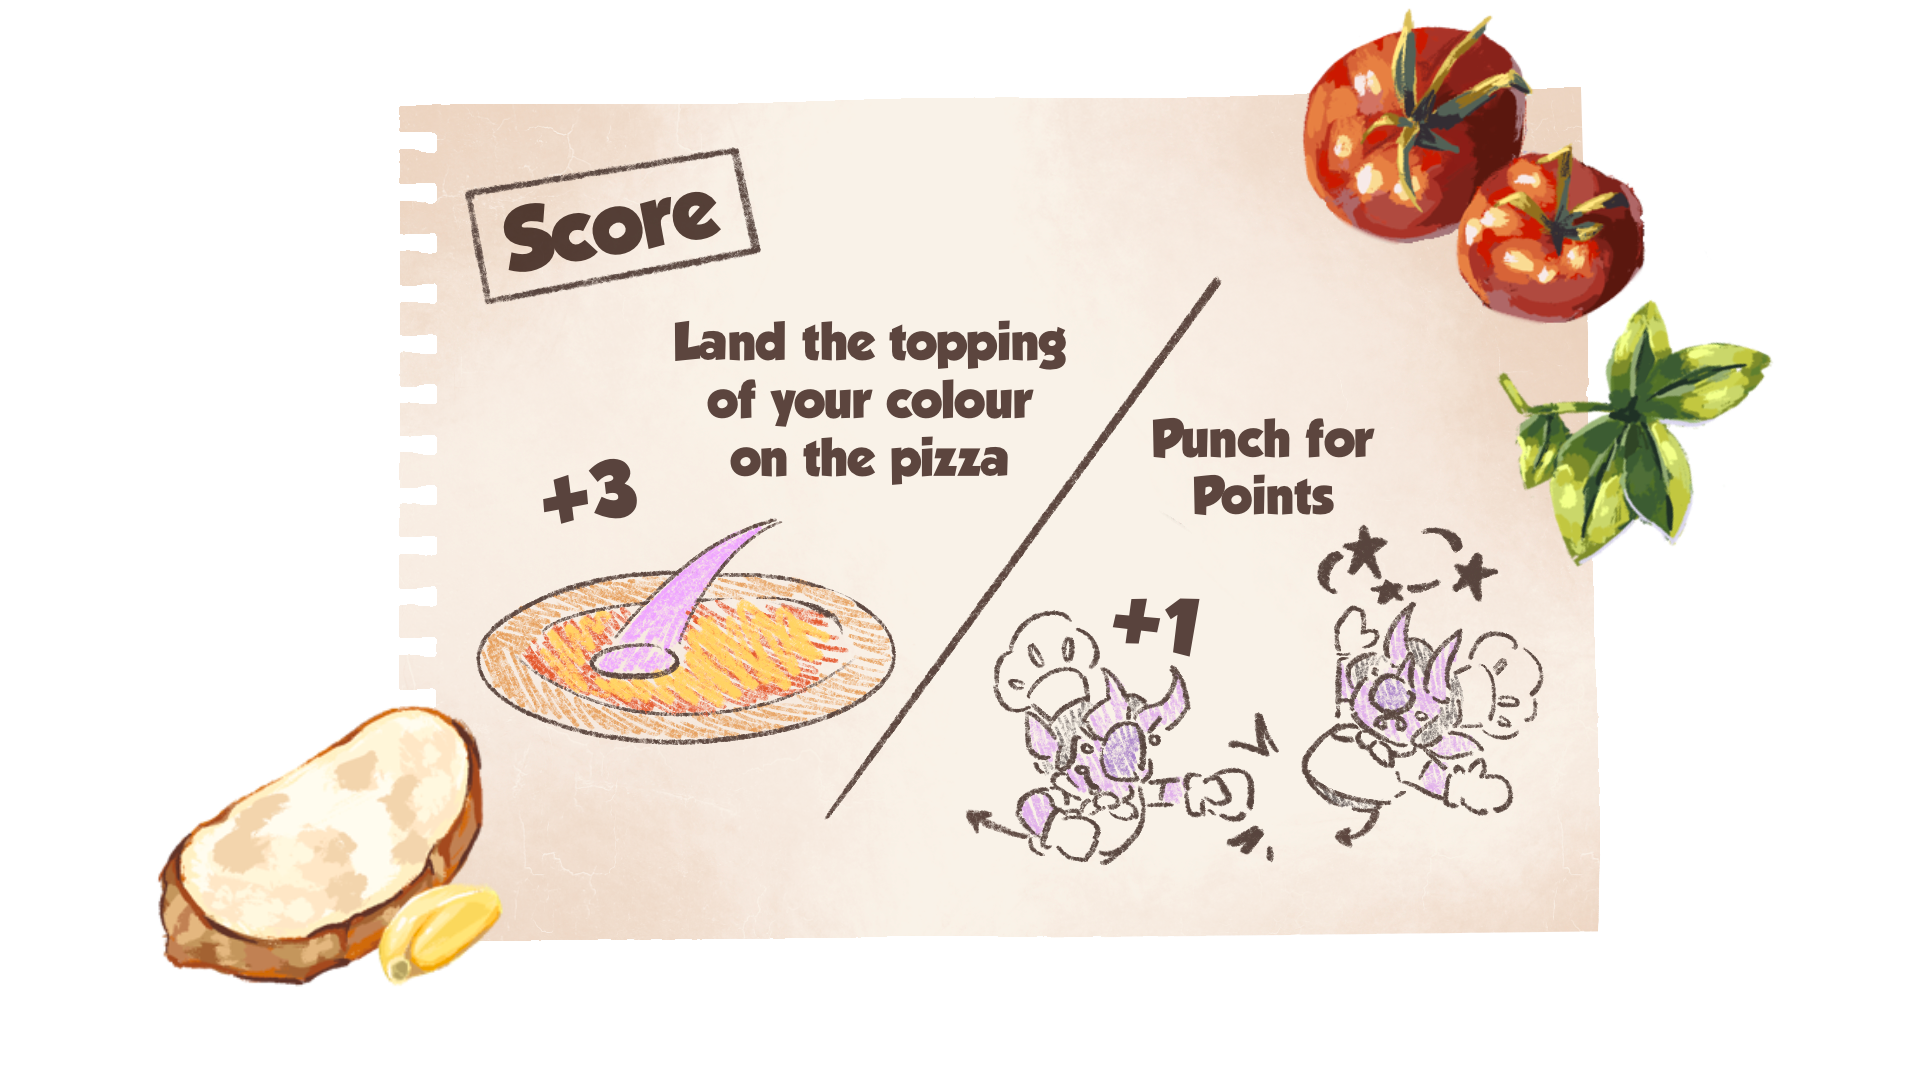 Score
Land the topping
of your colour
on the pizza
+3
Punch for
Points
+1